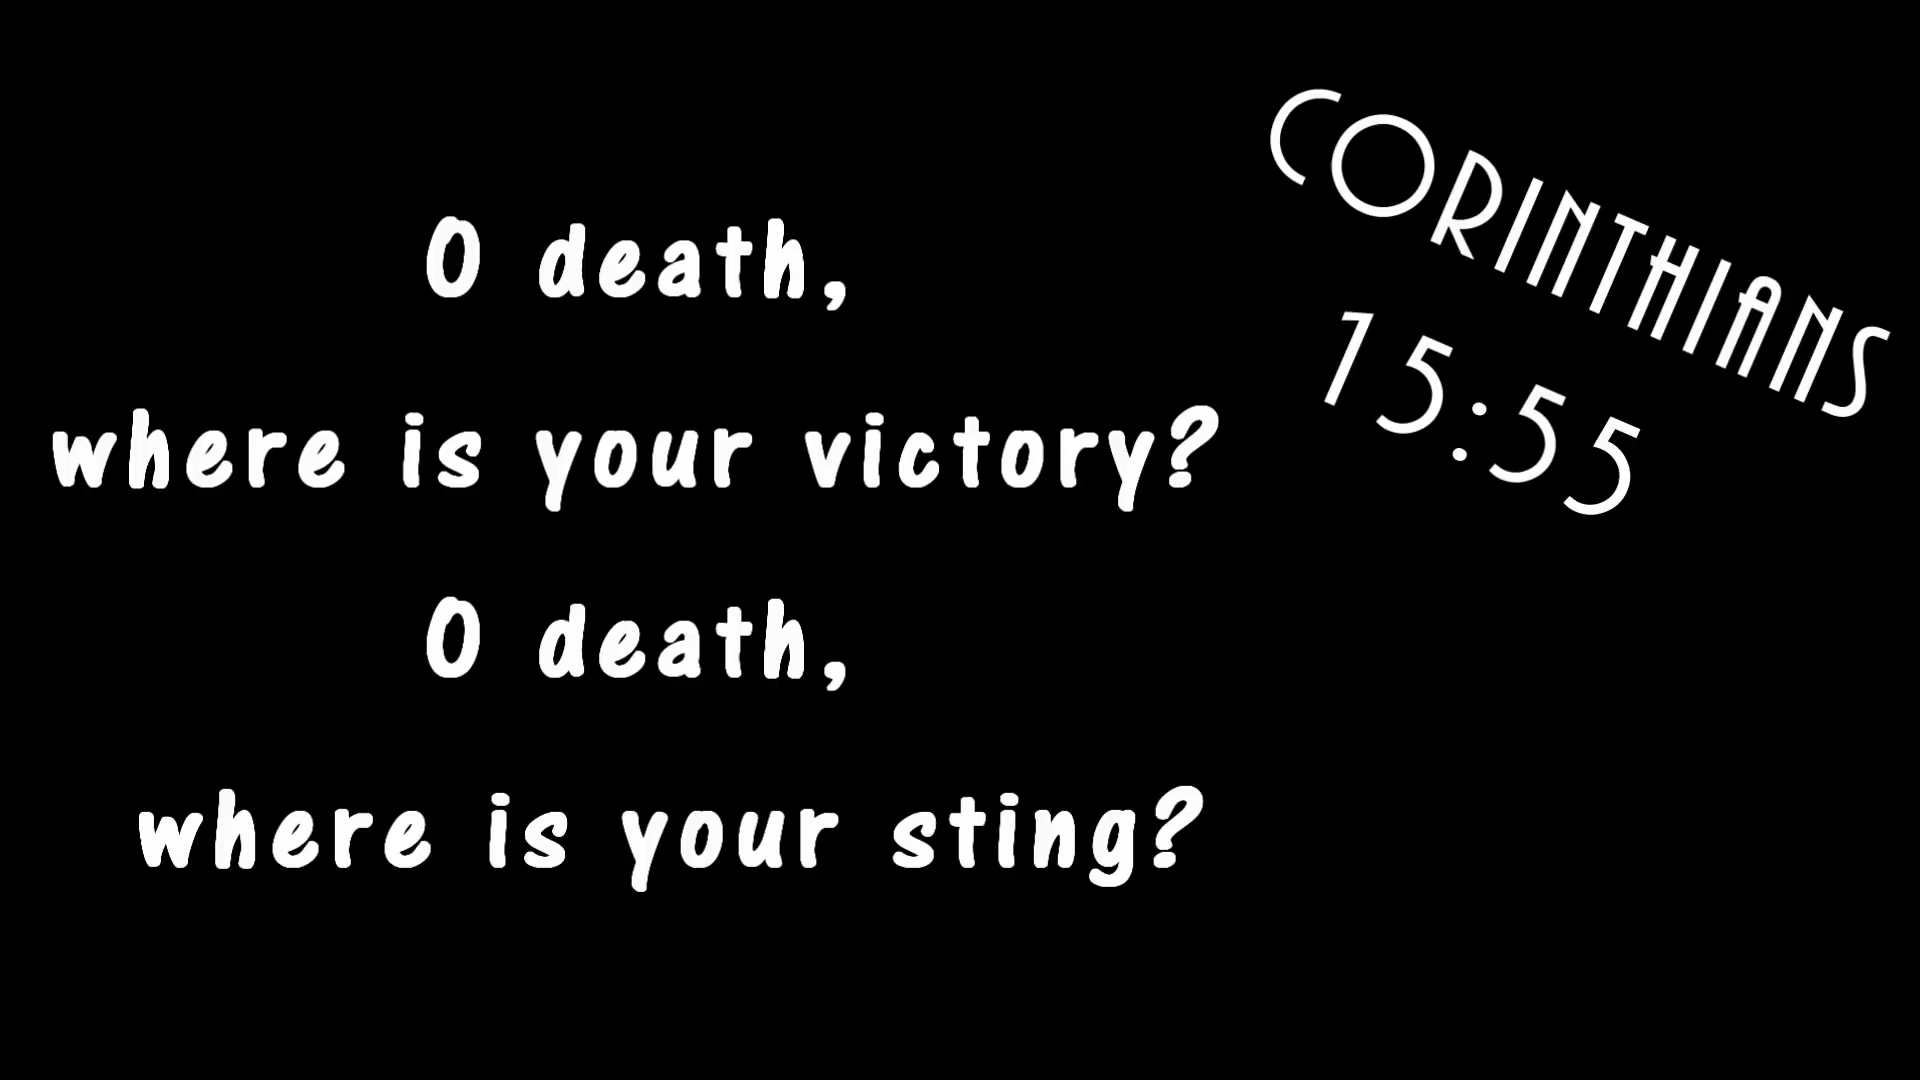 O death,
where is your victory?
O death,
where is your sting?
CORINTHIANS
15:55